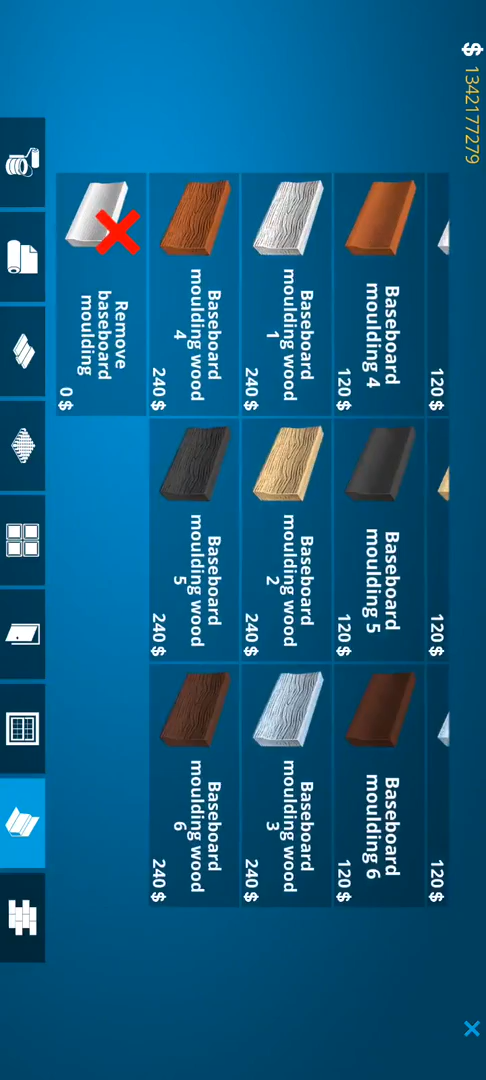 $ 1342177279
120 $
120 $
120 $
Baseboard
moulding 4
120 $
Baseboard
moulding 5
120 $
Baseboard
moulding 6
120 $
Baseboard
moulding wood
1
240 $
Baseboard
moulding wood
2
240 $
Baseboard
moulding wood
3
240 $
Baseboard
moulding wood
4
240 $
Baseboard
moulding wood
5
240 $
Baseboard
moulding wood
6
240 $
Remove
baseboard
moulding
0 $